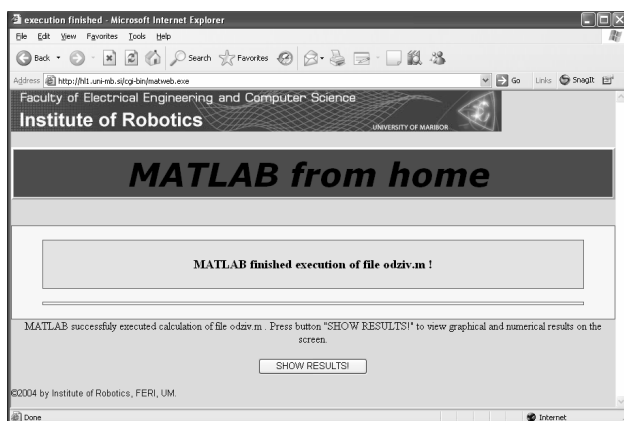 execution finished - Microsoft Internet Explorer
File Edit View Favorites Tools Help
Back Search Favorites
Address http://hl1.uni-mb.si/cgi-bin/matweb.exe Go Links SnagIt
Faculty of Electrical Engineering and Computer Science
Institute of Robotics
UNIVERSITY OF MARIBOR
MATLAB from home
MATLAB finished execution of file odziv.m !
MATLAB successfuly executed calculation of file odziv.m . Press button "SHOW RESULTS!" to view graphical and numerical results on the
screen.
SHOW RESULTS!
©2004 by Institute of Robotics, FERI, UM.
Done Internet